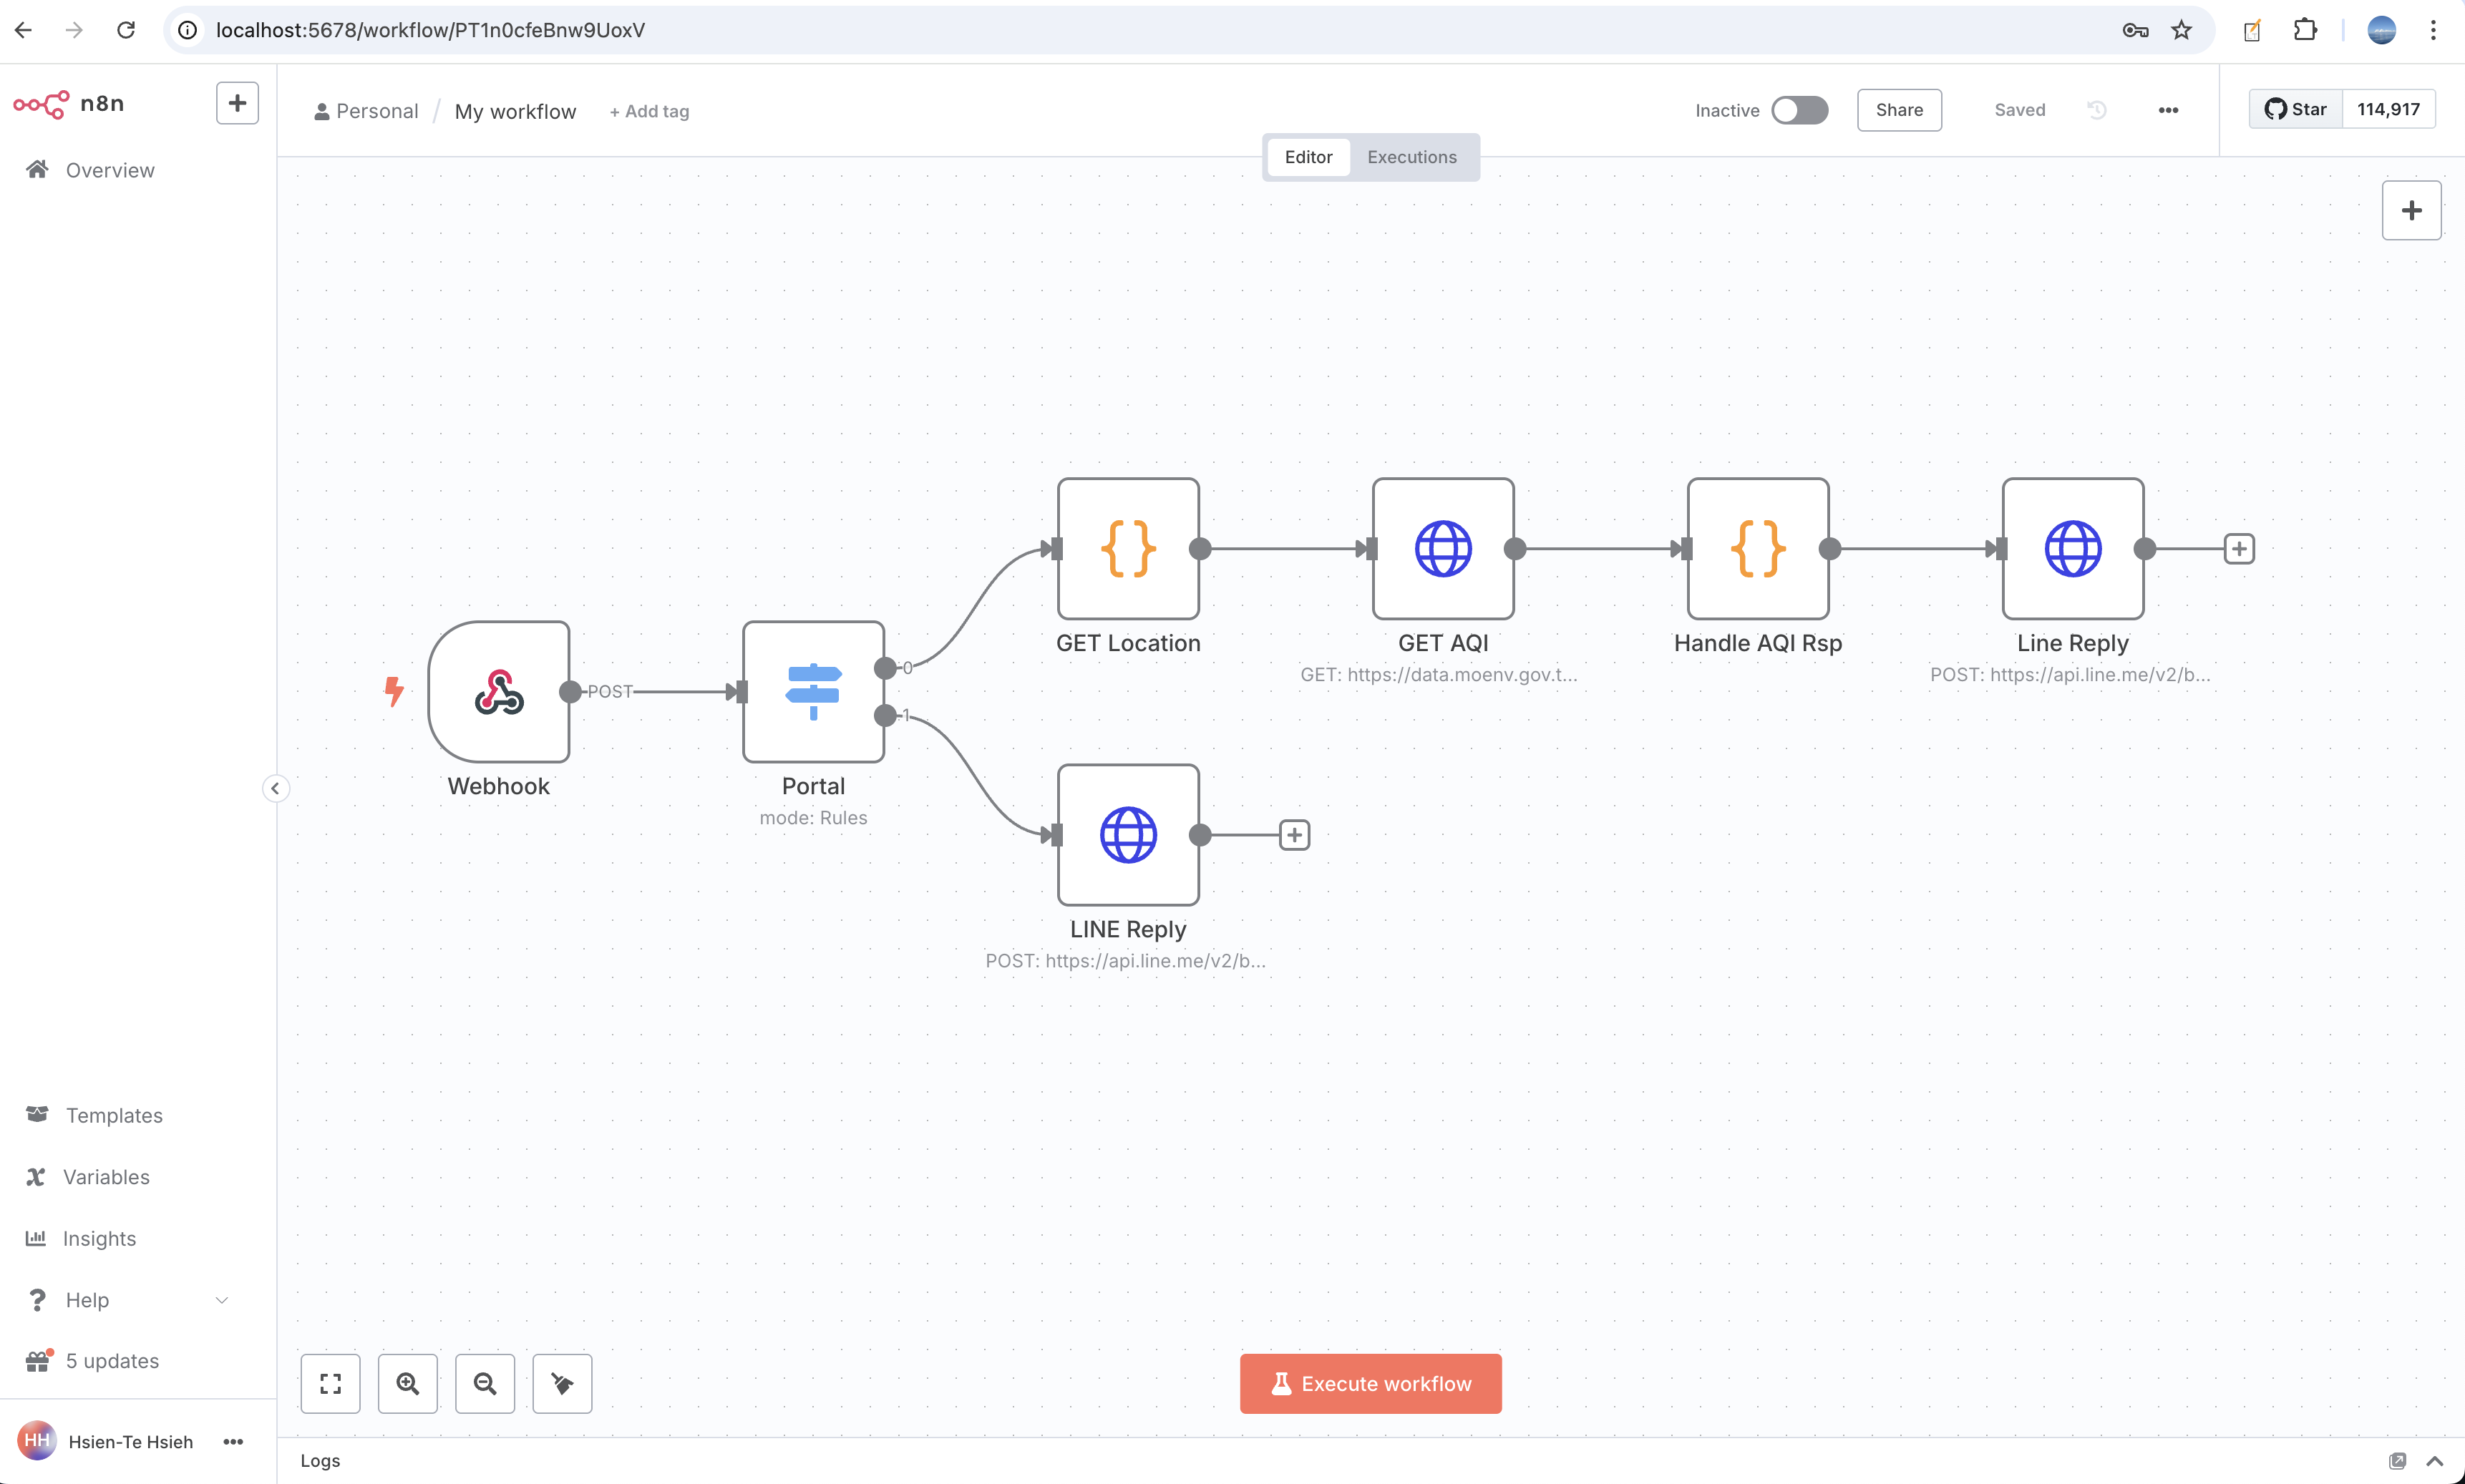 localhost:5678/workflow/PT1n0cfeBnw9UoxV
n8n
Personal / My workflow + Add tag
Inactive
Share
Saved
Star 114,917
Editor Executions
Overview
GET Location
GET AQI
GET: https://data.moenv.gov.t...
Handle AQI Rsp
Line Reply
POST: https://api.line.me/v2/b...
POST
0
1
Webhook
Portal
mode: Rules
LINE Reply
POST: https://api.line.me/v2/b...
Templates
Variables
Insights
Help
5 updates
Execute workflow
HH Hsien-Te Hsieh
Logs